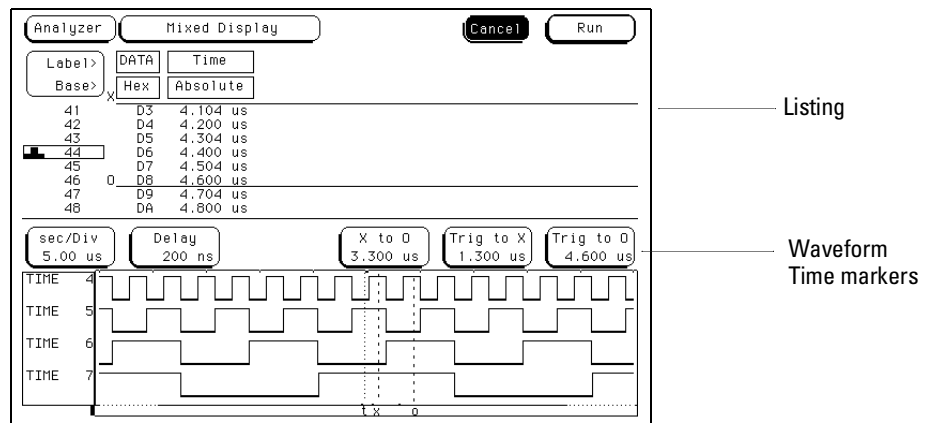 Analyzer Mixed Display Cancel Run
Label> DATA Time
Base> Hex Absolute
X
41 D3 4.104 us
42 D4 4.200 us
43 D5 4.304 us
44 D6 4.400 us
45 D7 4.504 us
46 O D8 4.600 us
47 D9 4.704 us
48 DA 4.800 us
Listing
sec/Div Delay X to O Trig to X Trig to O
5.00 us 200 ns 3.300 us 1.300 us 4.600 us
Waveform
Time markers
TIME 4
TIME 5
TIME 6
TIME 7
t x o